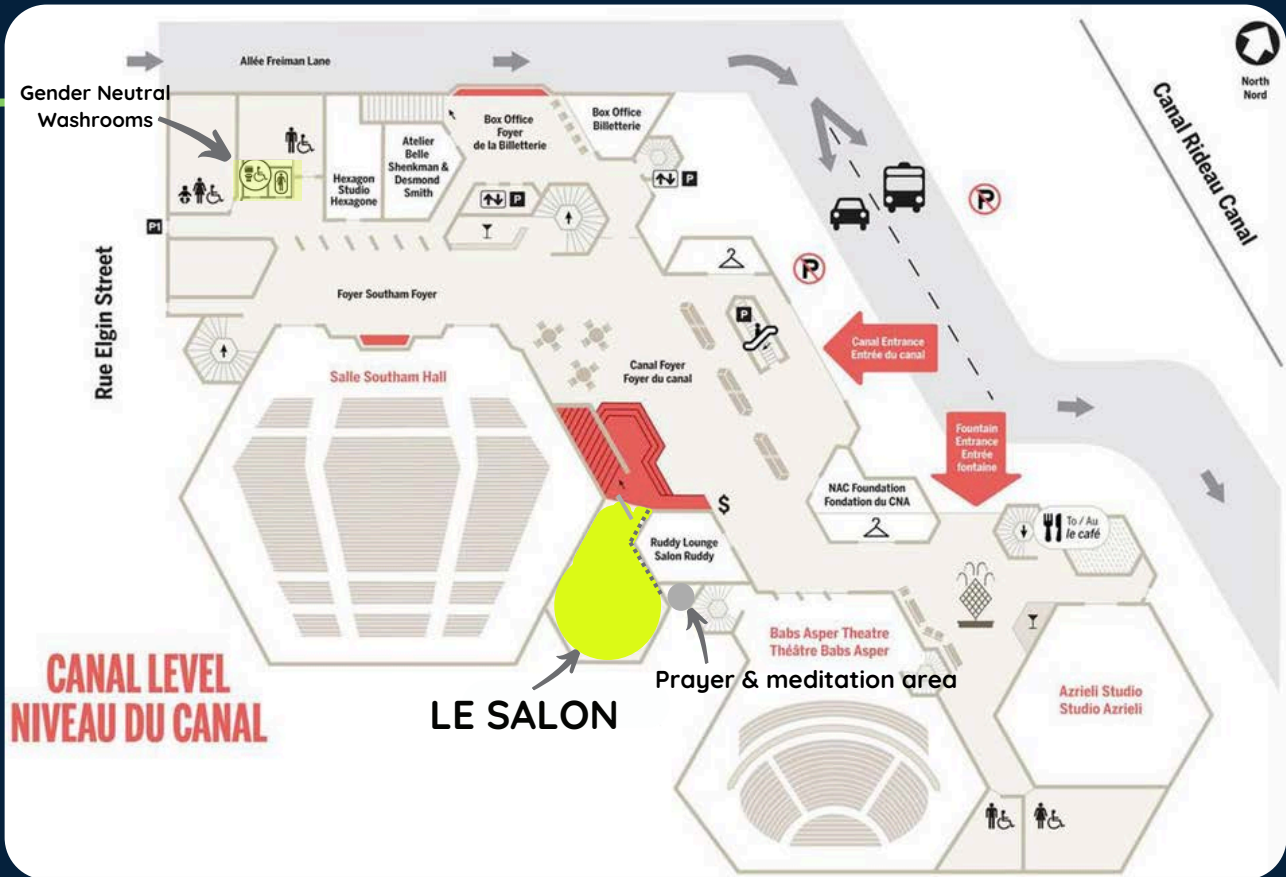 Allée Freiman Lane
North
Nord
Gender Neutral
Washrooms
Canal Rideau Canal
Box Office
Foyer
de la Billetterie
Box Office
Billetterie
Atelier
Belle
Shenkman &
Desmond
Smith
Hexagon
Studio
Hexagone
P
P
P1
P
P
Rue Elgin Street
Foyer Southam Foyer
P
Canal Entrance
Entrée du canal
Canal Foyer
Foyer du canal
Salle Southam Hall
Fountain
Entrance
Entrée
fontaine
NAC Foundation
Fondation du CNA
$
To / Au
le café
Ruddy Lounge
Salon Ruddy
Babs Asper Theatre
Théâtre Babs Asper
CANAL LEVEL
NIVEAU DU CANAL
Prayer & meditation area
LE SALON
Azrieli Studio
Studio Azrieli